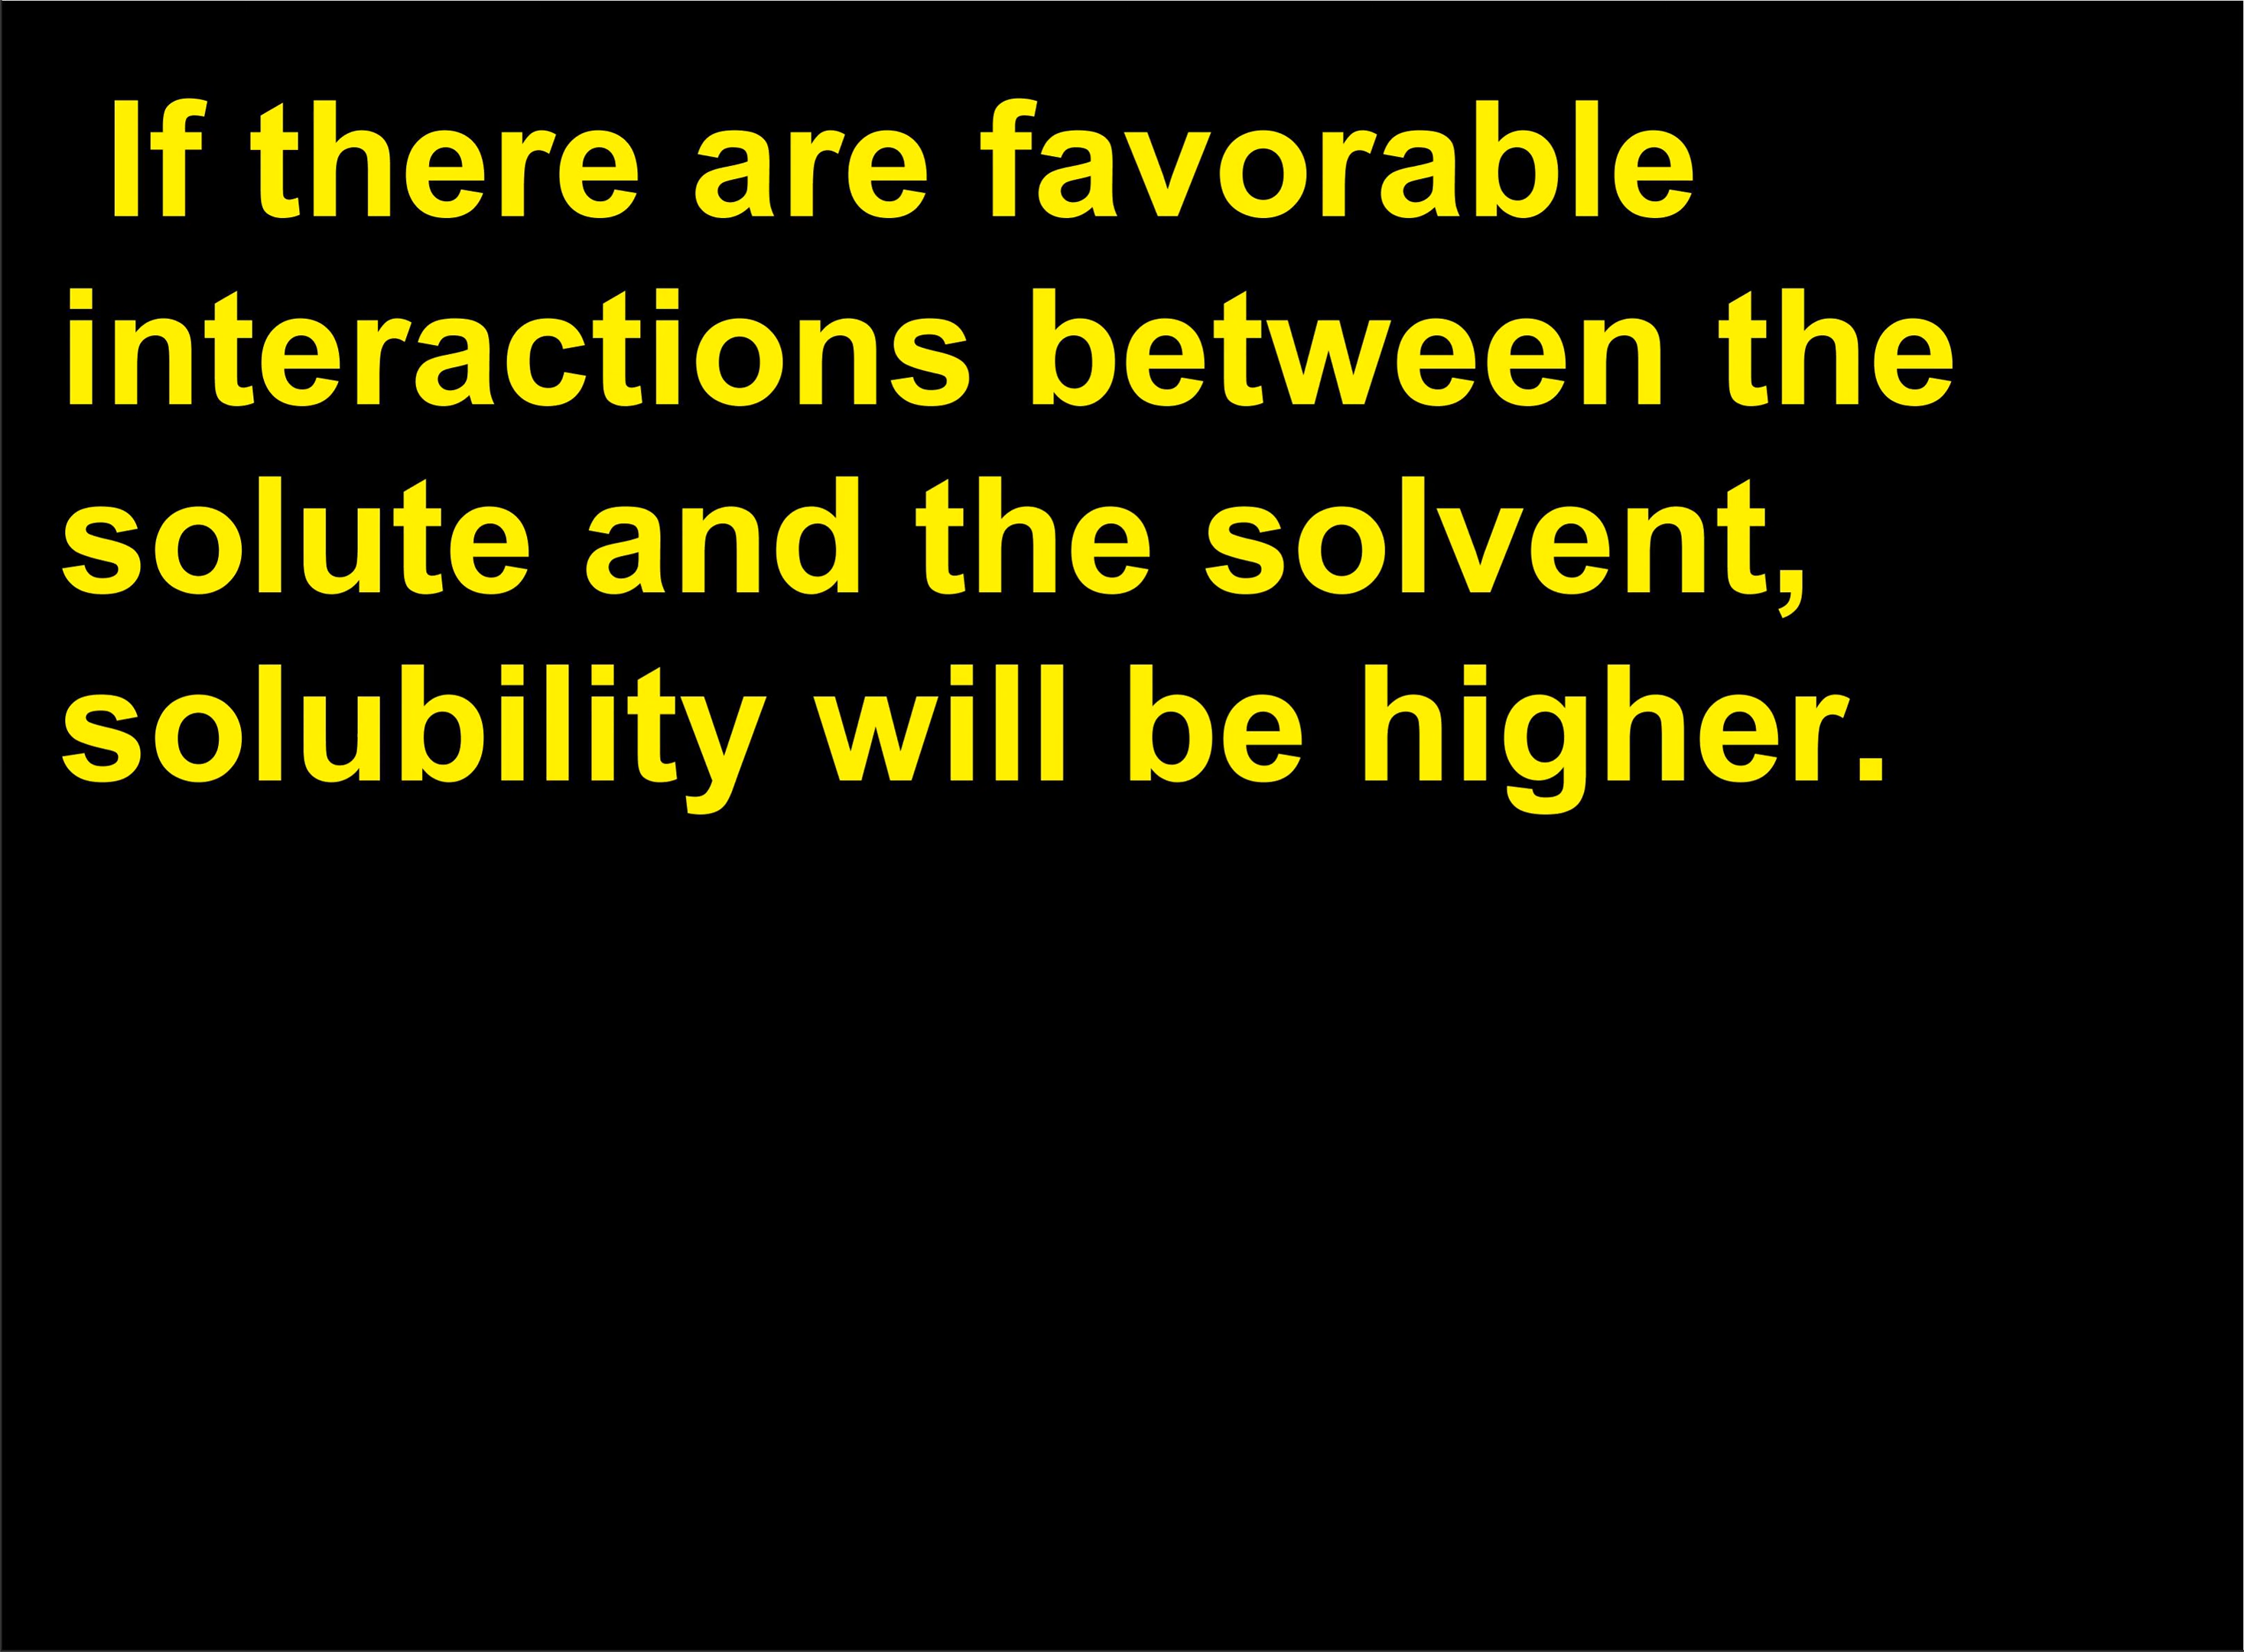 If there are favorable
interactions between the
solute and the solvent,
solubility will be higher.